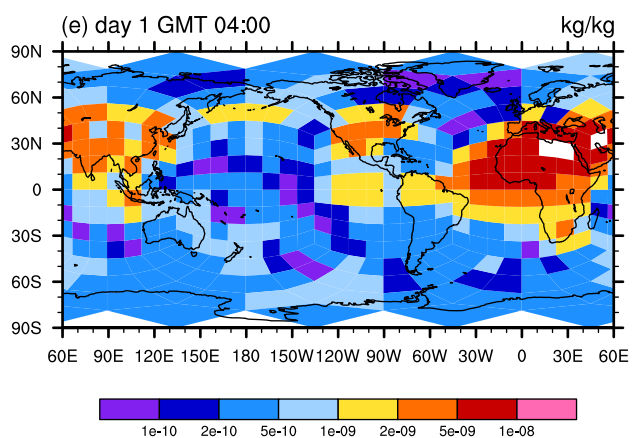 (e) day 1 GMT 04:00 kg/kg
90N
60N
30N
0
30S
60S
90S
60E 90E 120E 150E 180 150W 120W 90W 60W 30W 0 30E 60E
1e-10 2e-10 5e-10 1e-09 2e-09 5e-09 1e-08